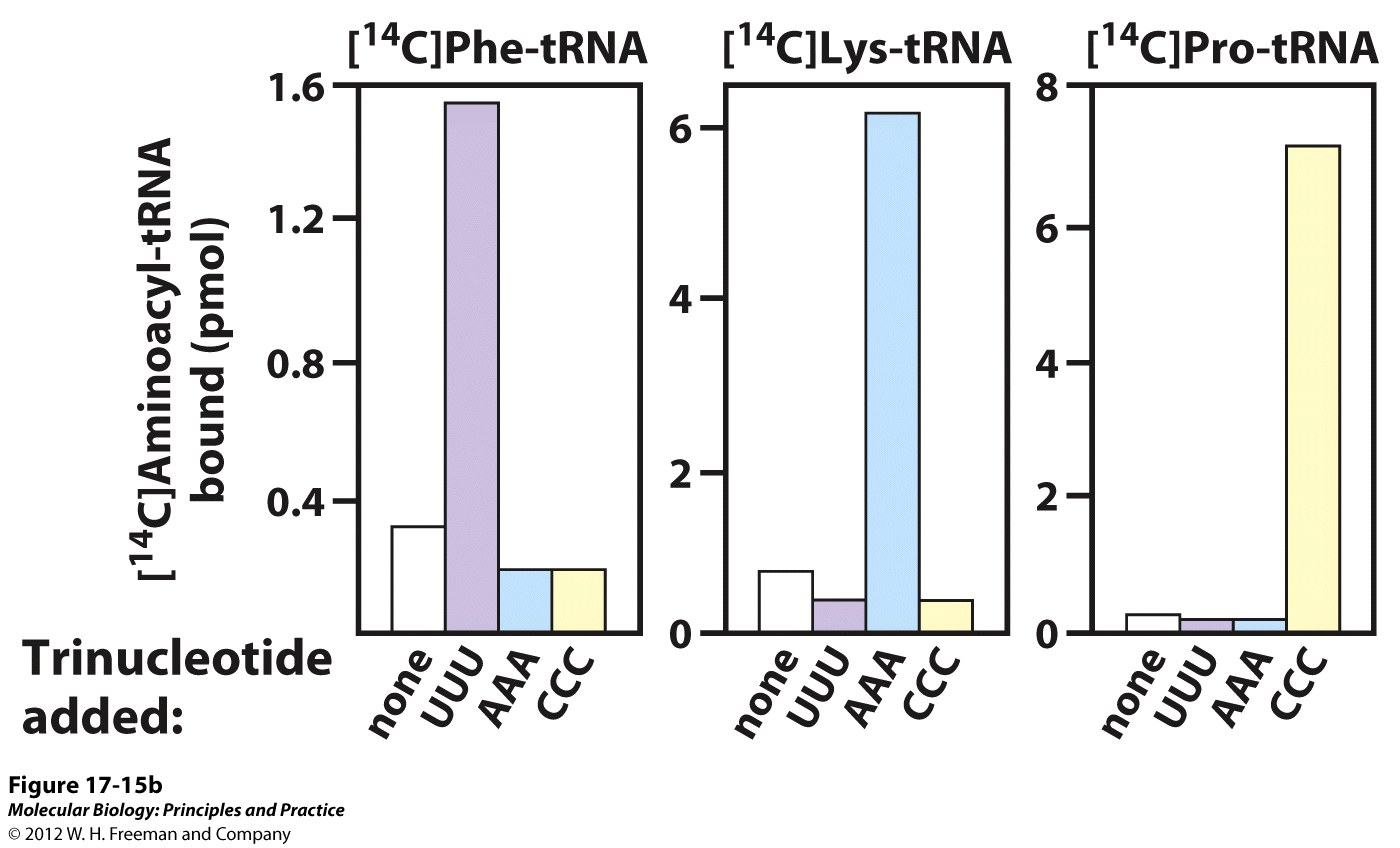 [14C]Phe-tRNA
[14C]Lys-tRNA
[14C]Pro-tRNA
[14C]Aminoacyl-tRNA
bound (pmol)
1.6
1.2
0.8
0.4
6
4
2
0
8
6
4
2
0
Trinucleotide
added:
none
UUU
AAA
CCC
none
UUU
AAA
CCC
none
UUU
AAA
CCC
Figure 17-15b
Molecular Biology: Principles and Practice
© 2012 W. H. Freeman and Company